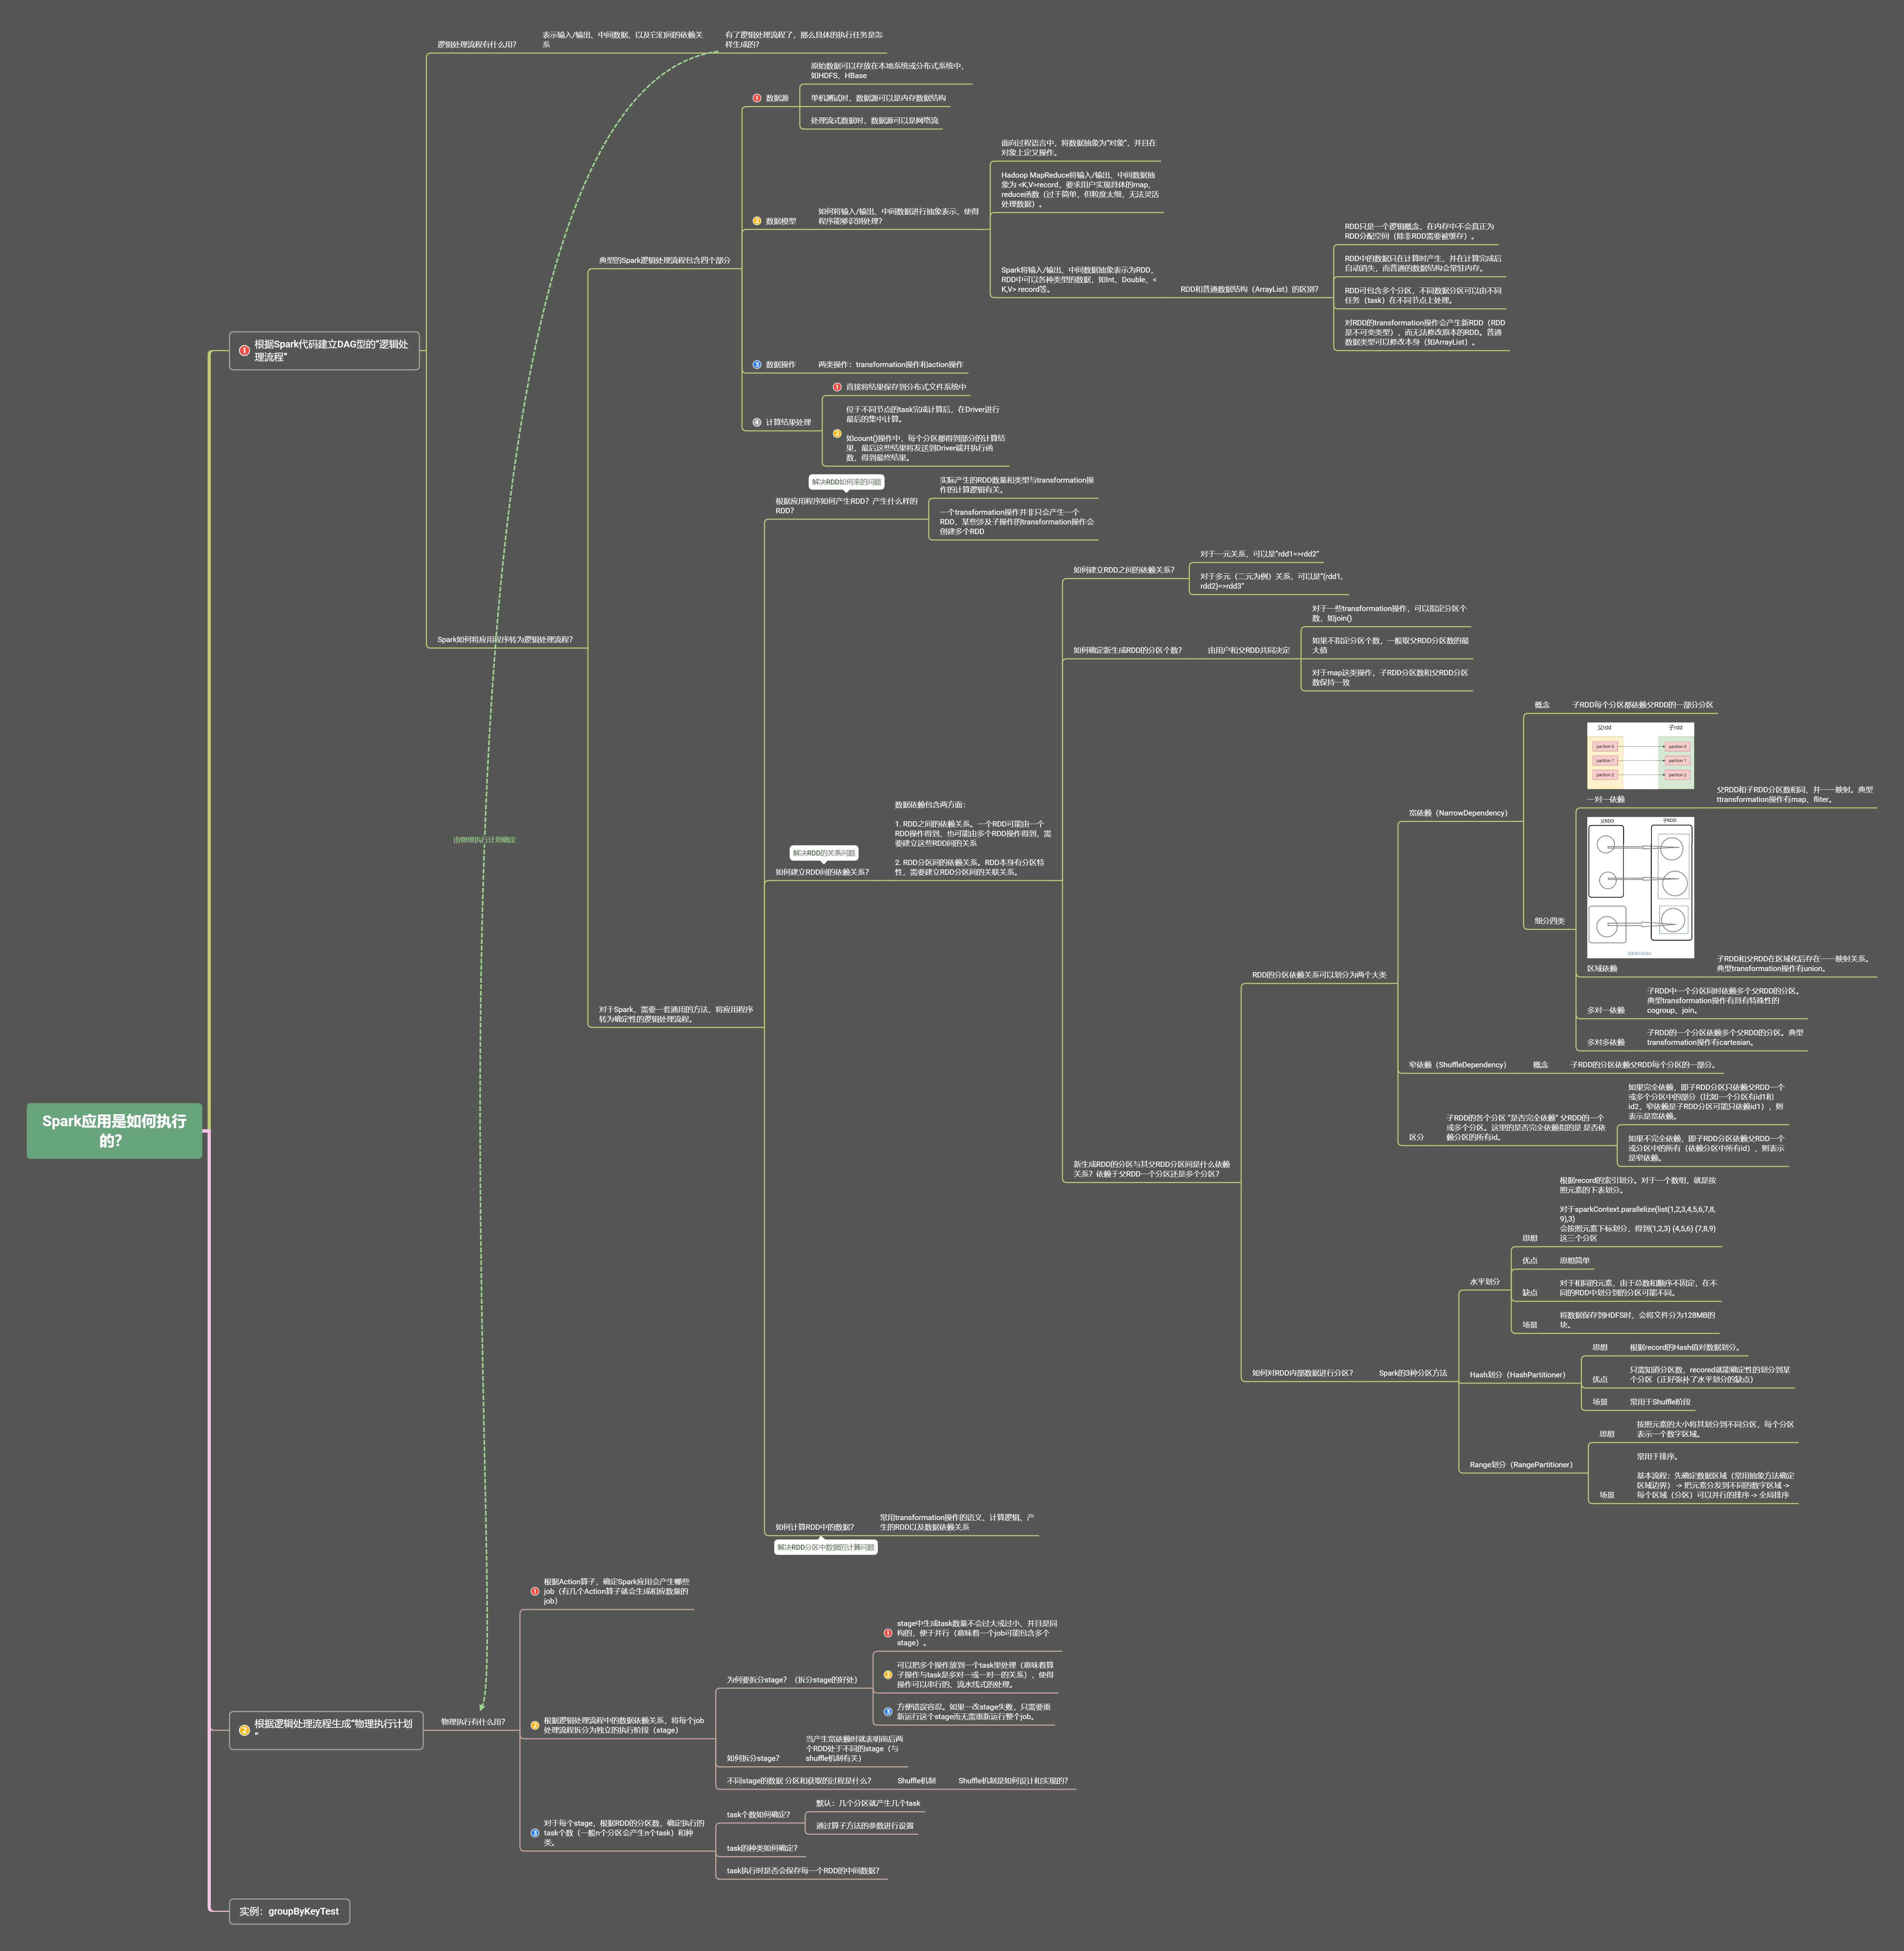 Spark应用是如何执行
的?
1
根据Spark代码建立DAG型的"逻辑处
理流程"
逻辑处理流程有什么用?
表示输入/输出、中间数据、以及它们间的依赖关
系
有了逻辑处理流程了，那么具体的执行任务是怎
样生成的?
Spark如何将应用程序转为逻辑处理流程?
典型的Spark逻辑处理流程包含四个部分
1 数据源
原始数据可以存放在本地系统或分布式系统中，
如HDFS、HBase
单机测试时，数据源可以是内存数据结构
处理流式数据时，数据源可以是网络流
2 数据模型
如何将输入/输出、中间数据进行抽象表示，使得
程序能够识别处理?
面向过程语言中，将数据抽象为"对象"，并且在
对象上定义操作。
Hadoop MapReduce将输入/输出、中间数据抽
象为 <K,V>record，要求用户实现具体的map、
reduce函数（过于简单，但粒度太细，无法灵活
处理数据）。
Spark将输入/输出、中间数据抽象表示为RDD，
RDD中可以各种类型的数据，如Int、Double、<
K,V> record等。
RDD和普通数据结构（ArrayList）的区别?
RDD只是一个逻辑概念，在内存中不会真正为
RDD分配空间（除非RDD需要被缓存）。
RDD中的数据只在计算时产生，并在计算完成后
自动消失，而普通的数据结构会常驻内存。
RDD可包含多个分区，不同数据分区可以由不同
任务（task）在不同节点上处理。
对RDD的transformation操作会产生新RDD（RDD
是不可变类型），而无法修改原本的RDD。普通
数据类型可以修改本身（如ArrayList）。
3 数据操作
两类操作：transformation操作和action操作
4 计算结果处理
1 直接将结果保存到分布式文件系统中
2
位于不同节点的task完成计算后，在Driver进行
最后的集中计算。
如count()操作中，每个分区都得到部分的计算结
果，最后这些结果将发送到Driver端并执行函
数，得到最终结果。
对于Spark，需要一套通用的方法，将应用程序
转为确定性的逻辑处理流程。
解决RDD如何来的问题
根据应用程序如何产生RDD? 产生什么样的
RDD?
实际产生的RDD数量和类型与transformation操
作的计算逻辑有关。
一个transformation操作并非只会产生一个
RDD，某些涉及子操作的transformation操作会
创建多个RDD
解决RDD的关系问题
如何建立RDD间的依赖关系?
数据依赖包含两方面：
1. RDD之间的依赖关系。一个RDD可能由一个
RDD操作得到、也可能由多个RDD操作得到，需
要建立这些RDD间的关系
2. RDD分区间的依赖关系。RDD本身有分区特
性，需要建立RDD分区间的关联关系。
如何建立RDD之间的依赖关系?
对于一元关系，可以是"rdd1=>rdd2"
对于多元（二元为例）关系，可以是"(rdd1,
rdd2)=>rdd3"
如何确定新生成RDD的分区个数?
由用户和父RDD共同决定
对于一些transformation操作，可以指定分区个
数，如join()
如果不指定分区个数，一般取父RDD分区数的最
大值
对于map这类操作，子RDD分区数和父RDD分区
数保持一致
新生成RDD的分区与其父RDD分区间是什么依赖
关系? 依赖于父RDD一个分区还是多个分区?
RDD的分区依赖关系可以划分为两个大类
宽依赖（NarrowDependency）
概念
子RDD每个分区都依赖父RDD的一部分分区
细分四类
父rdd
子rdd
partition 0
partition 0
partition 1
partition 1
partition 2
partition 2
一对一依赖
父RDD和子RDD分区数相同、并一一映射。典型
ttransformation操作有map、fliter。
父RDD
子RDD
区域依赖
子RDD和父RDD在区域化后存在一一映射关系。
典型transformation操作有union。
多对一依赖
子RDD中一个分区同时依赖多个父RDD的分区。
典型transformation操作有具有特殊性的
cogroup、join。
多对多依赖
子RDD的一个分区依赖多个父RDD的分区。典型
transformation操作有cartesian。
窄依赖（ShuffleDependency）
概念
子RDD的分区依赖父RDD每个分区的一部分。
区分
子RDD的各个分区 "是否完全依赖" 父RDD的一个
或多个分区。这里的是否完全依赖指的是 是否依
赖分区的所有id。
如果完全依赖，即子RDD分区只依赖父RDD一个
或多个分区中的部分（比如一个分区有id1和
id2，窄依赖是子RDD分区可能只依赖id1），则
表示是宽依赖。
如果不完全依赖，即子RDD分区依赖父RDD一个
或分区中的所有（依赖分区中所有id），则表示
是窄依赖。
如何对RDD内部数据进行分区?
Spark的3种分区方法
水平划分
思想
根据record的索引划分。对于一个数组，就是按
照元素的下表划分。
对于sparkContext.parallelize(list(1,2,3,4,5,6,7,8,
9),3)
会按照元素下标划分，得到(1,2,3) (4,5,6) (7,8,9)
这三个分区
优点
思想简单
缺点
对于相同的元素，由于总数和顺序不固定，在不
同的RDD中划分到的分区可能不同。
场景
将数据保存到HDFS时，会将文件分为128MB的
块。
Hash划分（HashPartitioner）
思想
根据record的Hash值对数据划分。
优点
只需知道分区数，recored就能确定性的划分到某
个分区（正好弥补了水平划分的缺点）
场景
常用于Shuffle阶段
Range划分（RangePartitioner）
思想
按照元素的大小将其划分到不同分区，每个分区
表示一个数字区域。
场景
常用于排序。
基本流程：先确定数据区域（常用抽象方法确定
区域边界） -> 把元素分发到不同的数字区域 ->
每个区域（分区）可以并行的排序 -> 全局排序
如何计算RDD中的数据?
常用transformation操作的语义、计算逻辑、产
生的RDD以及数据依赖关系
解决RDD分区中数据的计算问题
由物理执行计划确定
2
根据逻辑处理流程生成"物理执行计划
"
物理执行有什么用?
1
根据Action算子，确定Spark应用会产生哪些
job（有几个Action算子就会生成相应数量的
job）
2
根据逻辑处理流程中的数据依赖关系，将每个job
处理流程拆分为独立的执行阶段（stage）
为何要拆分stage? （拆分stage的好处）
1
stage中生成task数量不会过大或过小、并且是同
构的，便于并行（意味着一个job可能包含多个
stage）。
2
可以把多个操作放到一个task里处理（意味着算
子操作与task是多对一或一对一的关系），使得
操作可以串行的、流水线式的处理。
3
方便错误容忍。如果一改stage失败，只需要重
新运行这个stage而无需重新运行整个job。
如何拆分stage?
当产生宽依赖时就表明前后两
个RDD处于不同的stage（与
shuffle机制有关）
不同stage的数据 分区和获取的过程是什么?
Shuffle机制
Shuffle机制是如何设计和实现的?
3
对于每个stage，根据RDD的分区数，确定执行的
task个数（一般n个分区会产生n个task）和种
类。
task个数如何确定?
默认：几个分区就产生几个task
通过算子方法的参数进行设置
task的种类如何确定?
task执行时是否会保存每一个RDD的中间数据?
实例：groupByKeyTest